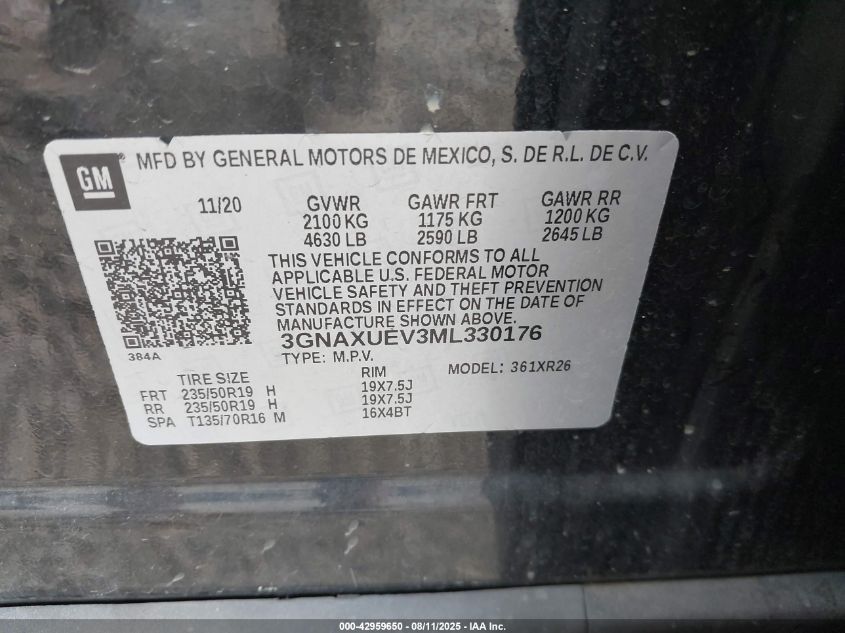 GM ® MFD BY GENERAL MOTORS DE MEXICO, S. DE R.L. DE C.V.
11/20 GVWR GAWR FRT GAWR RR
2100 KG 1175 KG 1200 KG
4630 LB 2590 LB 2645 LB
THIS VEHICLE CONFORMS TO ALL
APPLICABLE U.S. FEDERAL MOTOR
VEHICLE SAFETY AND THEFT PREVENTION
STANDARDS IN EFFECT ON THE DATE OF
MANUFACTURE SHOWN ABOVE.
384A
3GNAXUEV3ML330176
TYPE: M.P.V. MODEL: 361XR26
TIRE SIZE RIM
FRT 235/50R19 H 19X7.5J
RR 235/50R19 H 19X7.5J
SPA T135/70R16 M 16X4BT
000-42959650 - 08/11/2025 - IAA Inc.